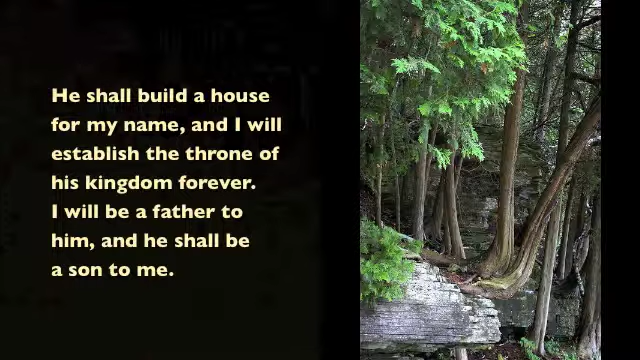 He shall build a house
for my name, and I will
establish the throne of
his kingdom forever.
I will be a father to
him, and he shall be
a son to me.